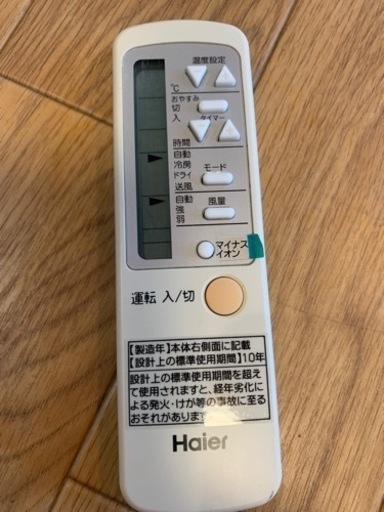 温度設定
℃
おやすみ
切
入
タイマー
時間
自動
冷房
ドライ
送風
モード
自動
強
弱
風量
マイナス
イオン
運転 入/切
【製造年】本体右側面に記載
【設計上の標準使用期間】10年
設計上の標準使用期間を超え
て使用されますと、経年劣化に
よる発火・けが等の事故に至る
おそれがあります。
Haier